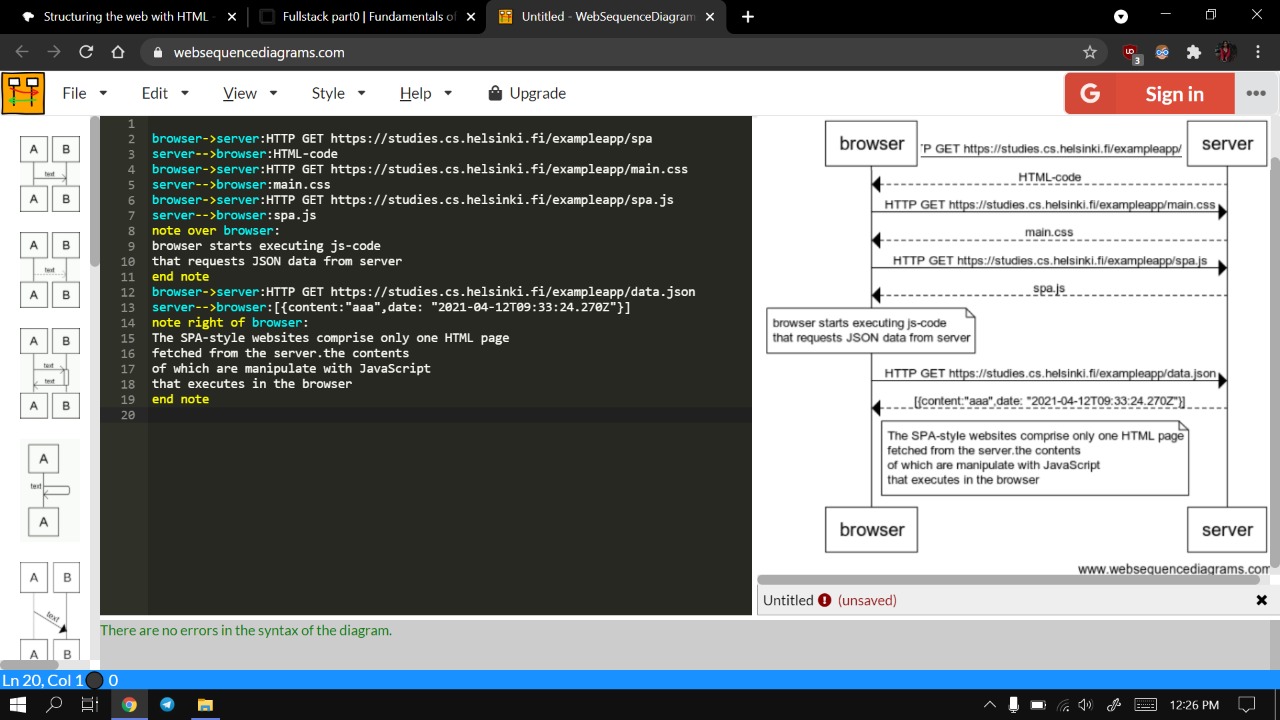 Structuring the web with HTML -
Fullstack part0 | Fundamentals of
Untitled - WebSequenceDiagram
websequencediagrams.com
3
File
Edit
View
Style
Help
Upgrade
G
Sign in
A B
text
A B
A B
text
A B
A B
text
text
A B
A
text
A
A B
text
A B
1
2 browser->server:HTTP GET https://studies.cs.helsinki.fi/exampleapp/spa
3 server-->browser:HTML-code
4 browser->server:HTTP GET https://studies.cs.helsinki.fi/exampleapp/main.css
5 server-->browser:main.css
6 browser->server:HTTP GET https://studies.cs.helsinki.fi/exampleapp/spa.js
7 server-->browser:spa.js
8 note over browser:
9 browser starts executing js-code
10 that requests JSON data from server
11 end note
12 browser->server:HTTP GET https://studies.cs.helsinki.fi/exampleapp/data.json
13 server-->browser:[{content:"aaa",date: "2021-04-12T09:33:24.270Z"}]
14 note right of browser:
15 The SPA-style websites comprise only one HTML page
16 fetched from the server.the contents
17 of which are manipulate with JavaScript
18 that executes in the browser
19 end note
20
browser
server
P GET https://studies.cs.helsinki.fi/exampleapp/
HTML-code
HTTP GET https://studies.cs.helsinki.fi/exampleapp/main.css
main.css
HTTP GET https://studies.cs.helsinki.fi/exampleapp/spa.js
spa.js
browser starts executing js-code
that requests JSON data from server
HTTP GET https://studies.cs.helsinki.fi/exampleapp/data.json
[{content:"aaa",date: "2021-04-12T09:33:24.270Z"}]
The SPA-style websites comprise only one HTML page
fetched from the server.the contents
of which are manipulate with JavaScript
that executes in the browser
browser
server
www.websequencediagrams.com
Untitled (unsaved)
There are no errors in the syntax of the diagram.
Ln 20, Col 1 0
12:26 PM